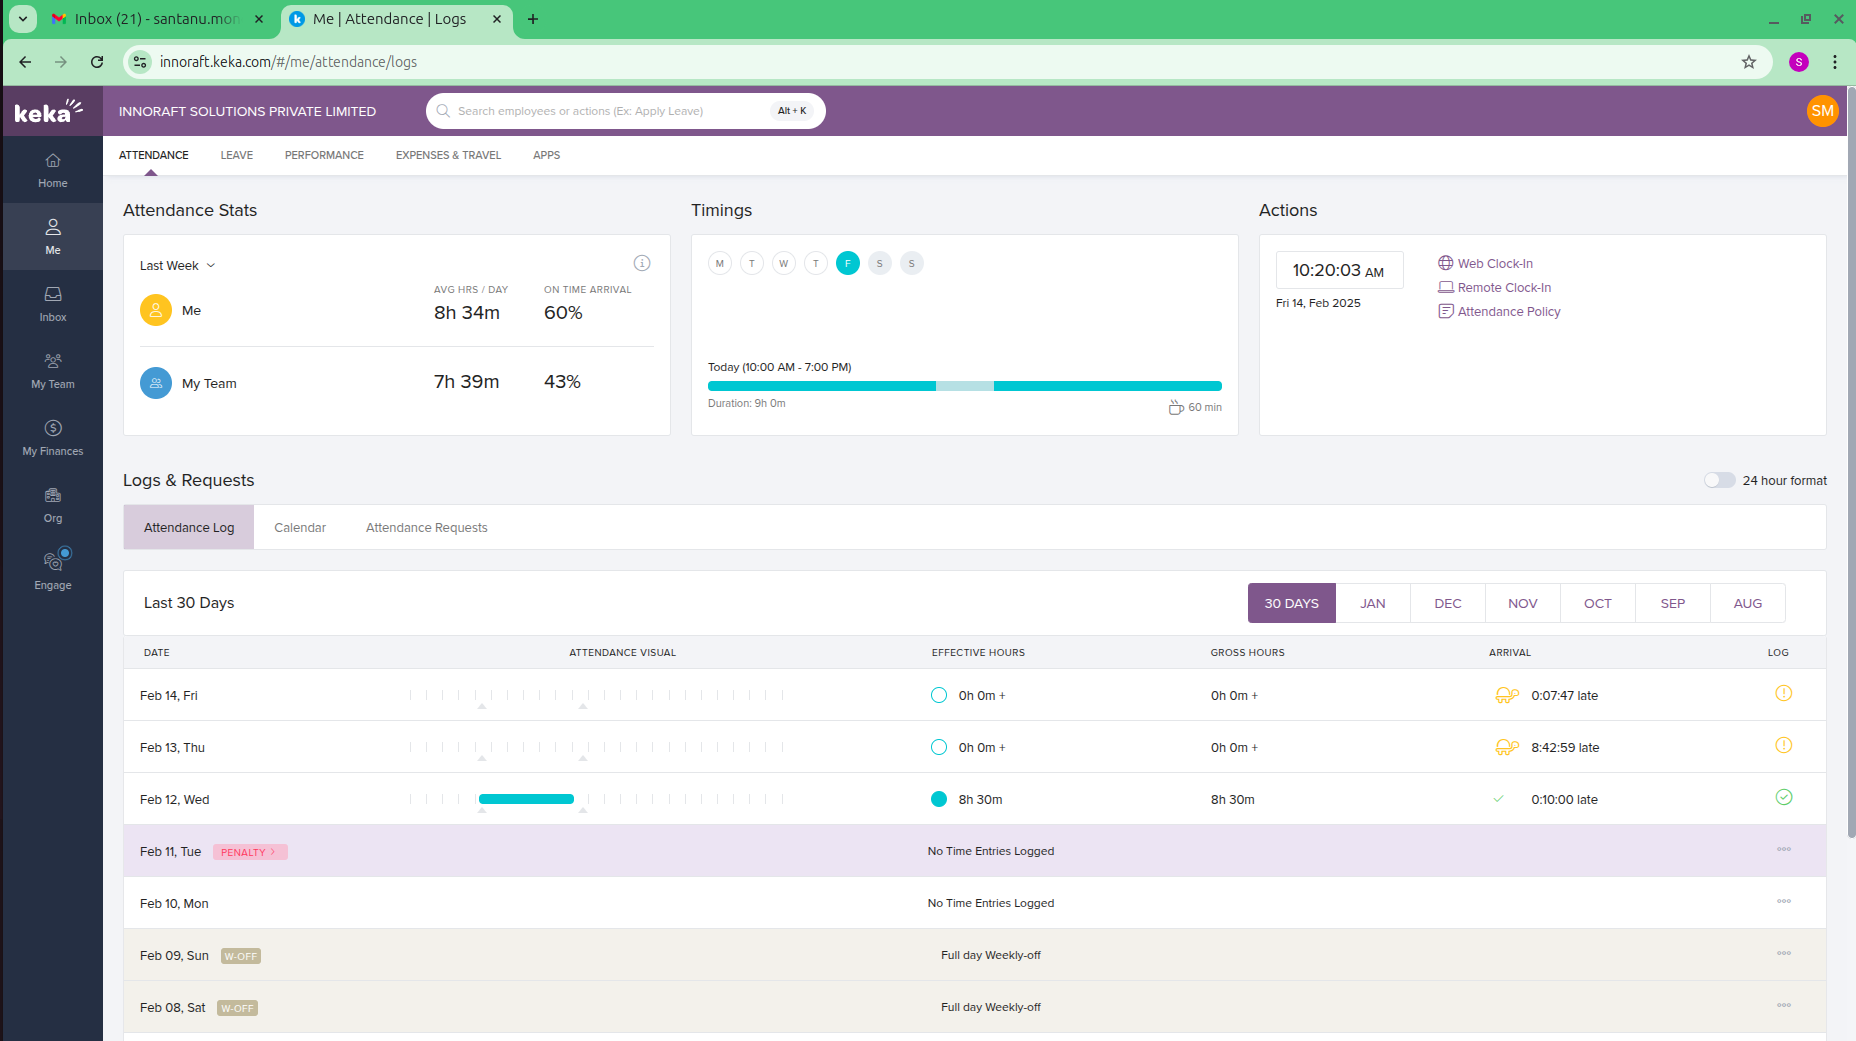 Inbox (21) - santanu.mon
Me | Attendance | Logs
innoraft.keka.com/#/me/attendance/logs
S
keka
INNORAFT SOLUTIONS PRIVATE LIMITED
Search employees or actions (Ex: Apply Leave)
Alt + K
SM
Home
Me
Inbox
My Team
My Finances
Org
Engage
ATTENDANCE LEAVE PERFORMANCE EXPENSES & TRAVEL APPS
Attendance Stats
Last Week
AVG HRS / DAY ON TIME ARRIVAL
Me 8h 34m 60%
My Team 7h 39m 43%
Timings
M T W T F S S
Today (10:00 AM - 7:00 PM)
Duration: 9h 0m 60 min
Actions
10:20:03 AM
Fri 14, Feb 2025
Web Clock-In
Remote Clock-In
Attendance Policy
Logs & Requests
24 hour format
Attendance Log Calendar Attendance Requests
Last 30 Days
30 DAYS JAN DEC NOV OCT SEP AUG
DATE ATTENDANCE VISUAL EFFECTIVE HOURS GROSS HOURS ARRIVAL LOG
Feb 14, Fri 0h 0m + 0h 0m + 0:07:47 late
Feb 13, Thu 0h 0m + 0h 0m + 8:42:59 late
Feb 12, Wed 8h 30m 8h 30m 0:10:00 late
Feb 11, Tue PENALTY > No Time Entries Logged
Feb 10, Mon No Time Entries Logged
Feb 09, Sun W-OFF Full day Weekly-off
Feb 08, Sat W-OFF Full day Weekly-off